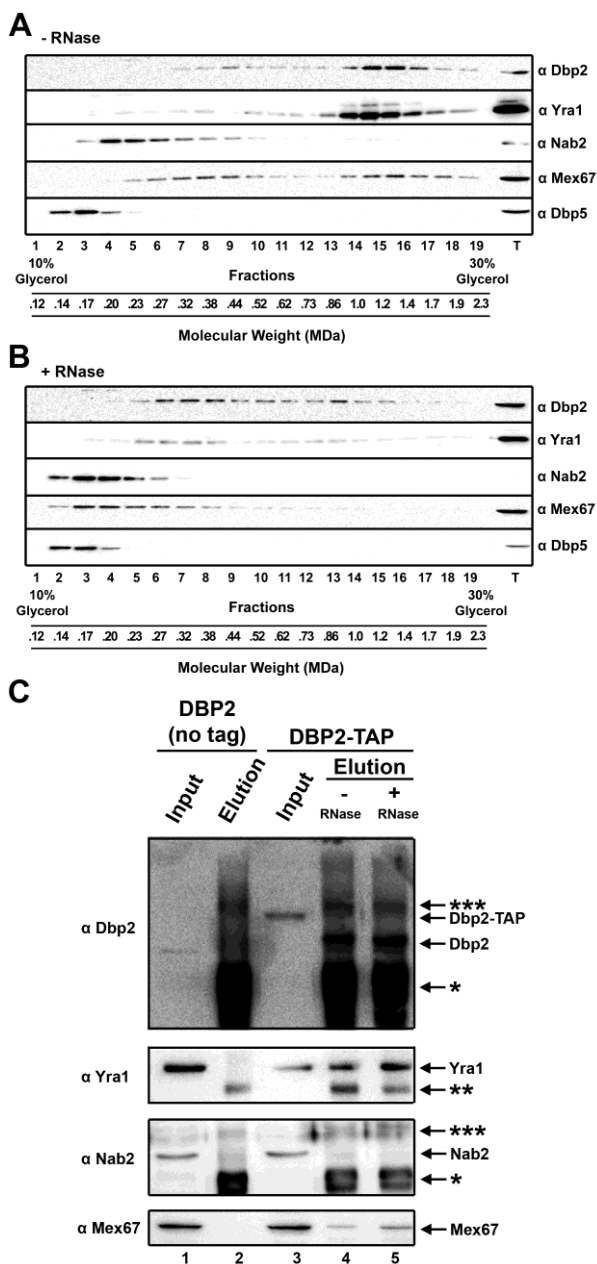 A
- RNase
α Dbp2
α Yra1
α Nab2
α Mex67
α Dbp5
1 2 3 4 5 6 7 8 9 10 11 12 13 14 15 16 17 18 19 T
10% Glycerol Fractions 30% Glycerol
.12 .14 .17 .20 .23 .27 .32 .38 .44 .52 .62 .73 .86 1.0 1.2 1.4 1.7 1.9 2.3
Molecular Weight (MDa)
B
+ RNase
α Dbp2
α Yra1
α Nab2
α Mex67
α Dbp5
1 2 3 4 5 6 7 8 9 10 11 12 13 14 15 16 17 18 19 T
10% Glycerol Fractions 30% Glycerol
.12 .14 .17 .20 .23 .27 .32 .38 .44 .52 .62 .73 .86 1.0 1.2 1.4 1.7 1.9 2.3
Molecular Weight (MDa)
C
DBP2
(no tag)
DBP2-TAP
Elution
Input Elution Input - RNase + RNase
***
Dbp2-TAP
α Dbp2
Dbp2
*
α Yra1 Yra1
**
***
α Nab2 Nab2
*
α Mex67 Mex67
1 2 3 4 5